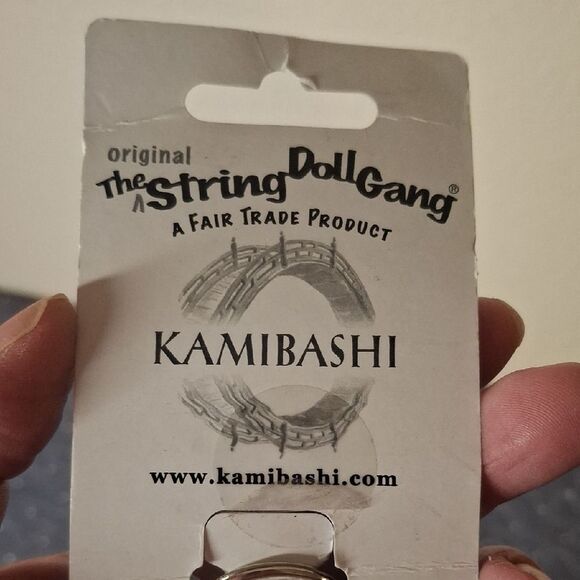 The original String Doll Gang®
A FAIR TRADE PRODUCT
KAMIBASHI
www.kamibashi.com